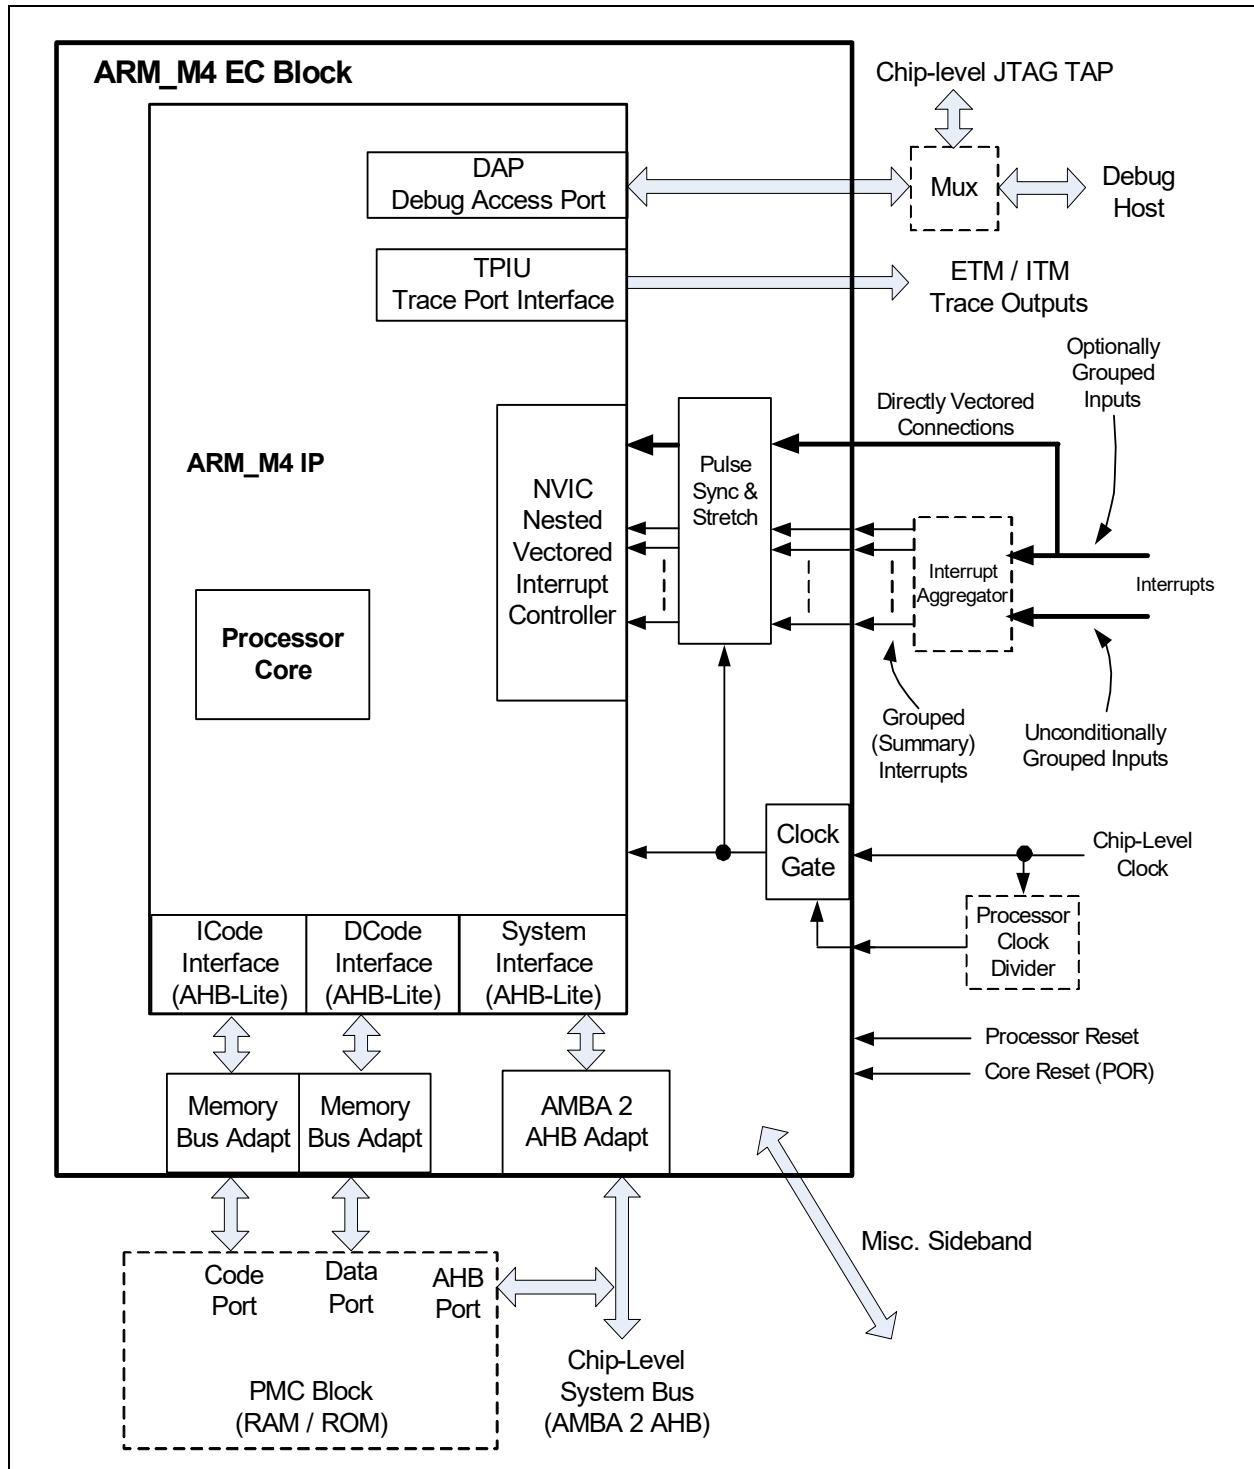 ARM_M4 EC Block
Chip-level JTAG TAP
DAP
Debug Access Port
Mux
Debug
Host
TPIU
Trace Port Interface
ETM / ITM
Trace Outputs
Optionally
Grouped
Inputs
Directly Vectored
Connections
ARM_M4 IP
Pulse
Sync &
Stretch
NVIC
Nested
Vectored
Interrupt
Controller
Interrupt
Aggregator
Interrupts
Processor
Core
Grouped
(Summary)
Interrupts
Unconditionally
Grouped Inputs
Clock
Gate
Chip-Level
Clock
Processor
Clock
Divider
ICode
Interface
(AHB-Lite)
DCode
Interface
(AHB-Lite)
System
Interface
(AHB-Lite)
Processor Reset
Core Reset (POR)
Memory
Bus Adapt
Memory
Bus Adapt
AMBA 2
AHB Adapt
Misc. Sideband
Code
Port
Data
Port
AHB
Port
PMC Block
(RAM / ROM)
Chip-Level
System Bus
(AMBA 2 AHB)